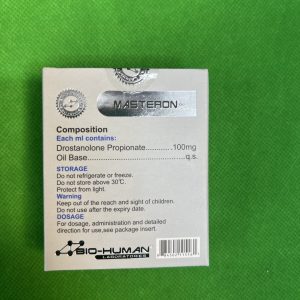 MASTERON
Composition
Each ml contains:
Drostanolone Propionate............100mg
Oil Base...........................................q.s.
STORAGE
Do not refrigerate or freeze.
Do not store above 30℃.
Protect from light.
Warning
Keep out of the reach and sight of children.
Do not use after the expiry date.
DOSAGE
For dosage, administration and detailed
direction for use,see package insert.
BIO-HUMAN
LABORATORIES